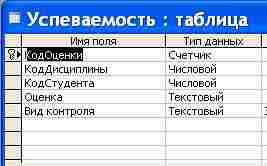 Успеваемость : таблица
Имя поля Тип данных
КодОценки Счетчик
КодДисциплины Числовой
КодСтудента Числовой
Оценка Текстовый
Вид контроля Текстовый